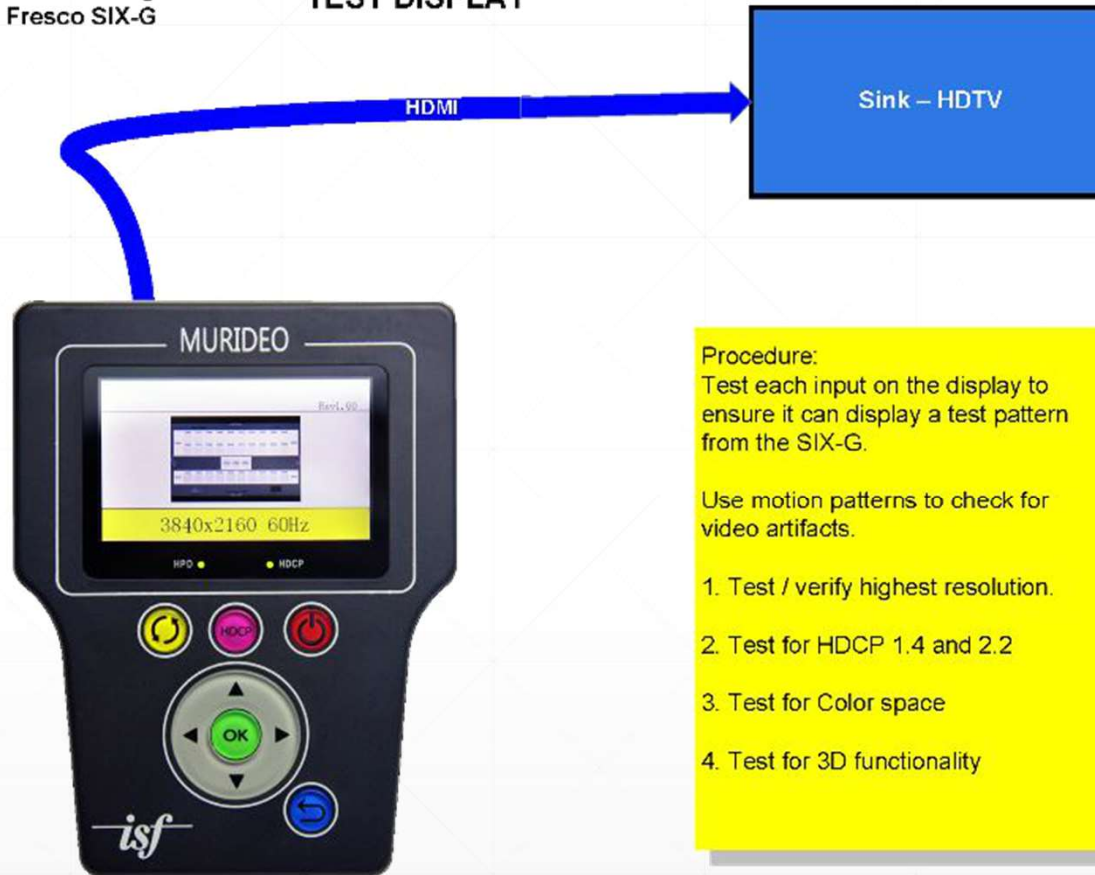 Fresco SIX-G
TEST DISPLAY
HDMI
Sink – HDTV
MURIDEO
Rev1.00
3840x2160 60Hz
HPD
HDCP
HDCP
OK
isf
Procedure:
Test each input on the display to
ensure it can display a test pattern
from the SIX-G.
Use motion patterns to check for
video artifacts.
1. Test / verify highest resolution.
2. Test for HDCP 1.4 and 2.2
3. Test for Color space
4. Test for 3D functionality